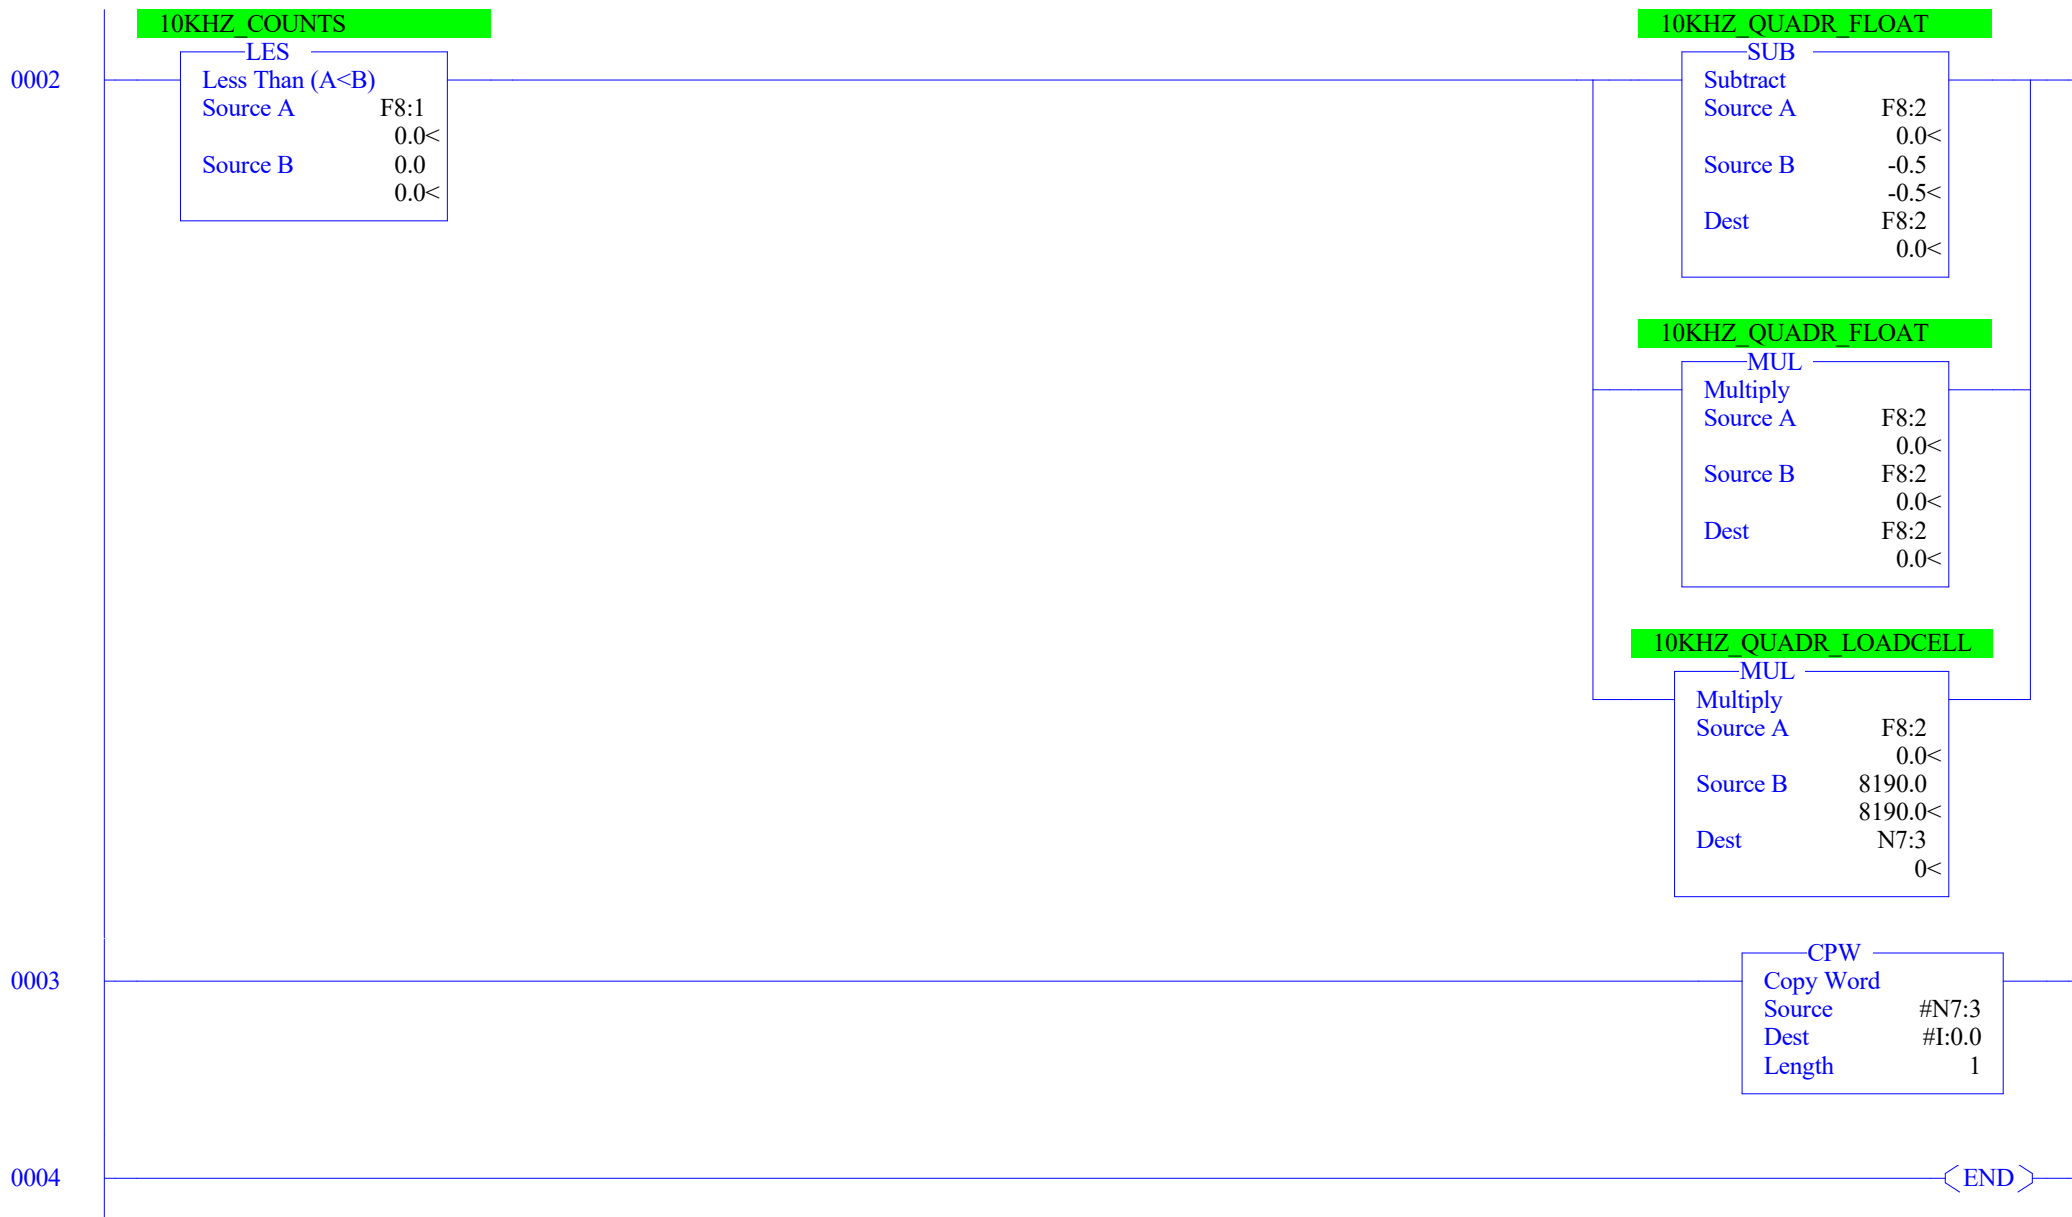 10KHZ_COUNTS
LES
0002
Less Than (A<B)
Source A F8:1
0.0<
Source B 0.0
0.0<
10KHZ_QUADR_FLOAT
SUB
Subtract
Source A F8:2
0.0<
Source B -0.5
-0.5<
Dest F8:2
0.0<
10KHZ_QUADR_FLOAT
MUL
Multiply
Source A F8:2
0.0<
Source B F8:2
0.0<
Dest F8:2
0.0<
10KHZ_QUADR_LOADCELL
MUL
Multiply
Source A F8:2
0.0<
Source B 8190.0
8190.0<
Dest N7:3
0<
0003
CPW
Copy Word
Source #N7:3
Dest #I:0.0
Length 1
0004
END